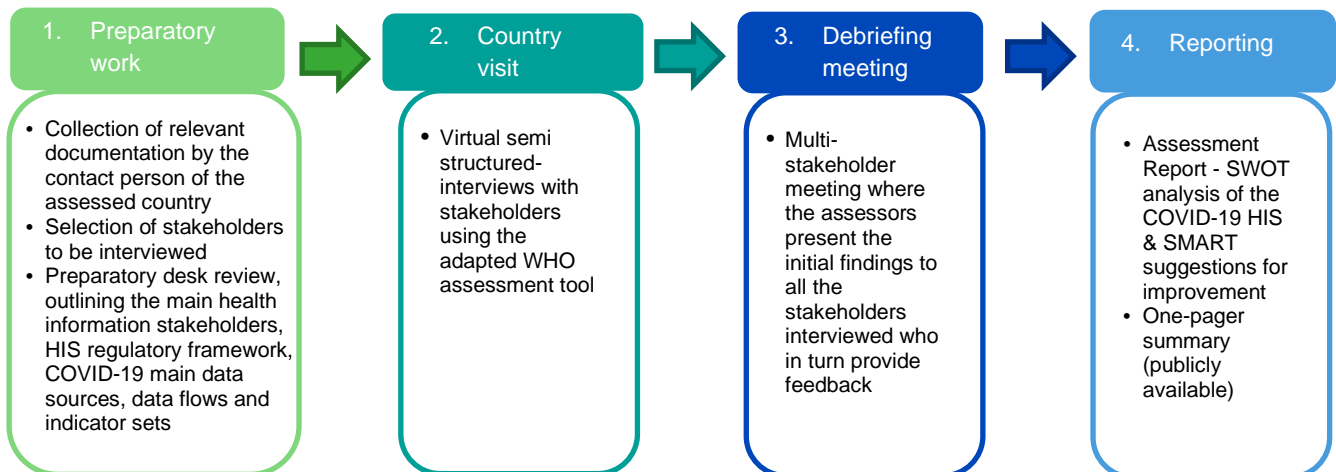 1. Preparatory
work
• Collection of relevant
documentation by the
contact person of the
assessed country
• Selection of stakeholders
to be interviewed
• Preparatory desk review,
outlining the main health
information stakeholders,
HIS regulatory framework,
COVID-19 main data
sources, data flows and
indicator sets
2. Country
visit
• Virtual semi
structured-
interviews with
stakeholders
using the
adapted WHO
assessment tool
3. Debriefing
meeting
• Multi-
stakeholder
meeting where
the assessors
present the
initial findings to
all the
stakeholders
interviewed who
in turn provide
feedback
4. Reporting
• Assessment
Report - SWOT
analysis of the
COVID-19 HIS
& SMART
suggestions for
improvement
• One-pager
summary
(publicly
available)